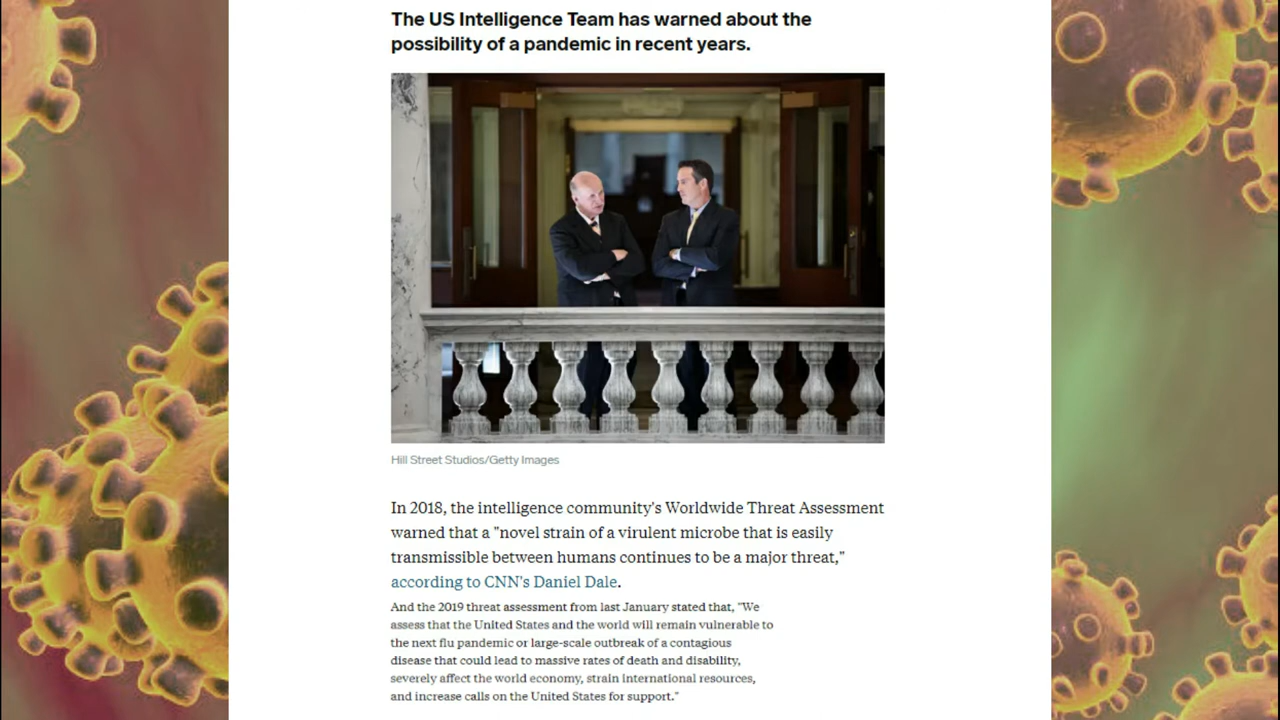 The US Intelligence Team has warned about the
possibility of a pandemic in recent years.
Hill Street Studios/Getty Images
In 2018, the intelligence community's Worldwide Threat Assessment
warned that a "novel strain of a virulent microbe that is easily
transmissible between humans continues to be a major threat,"
according to CNN's Daniel Dale.
And the 2019 threat assessment from last January stated that, "We
assess that the United States and the world will remain vulnerable to
the next flu pandemic or large-scale outbreak of a contagious
disease that could lead to massive rates of death and disability,
severely affect the world economy, strain international resources,
and increase calls on the United States for support."